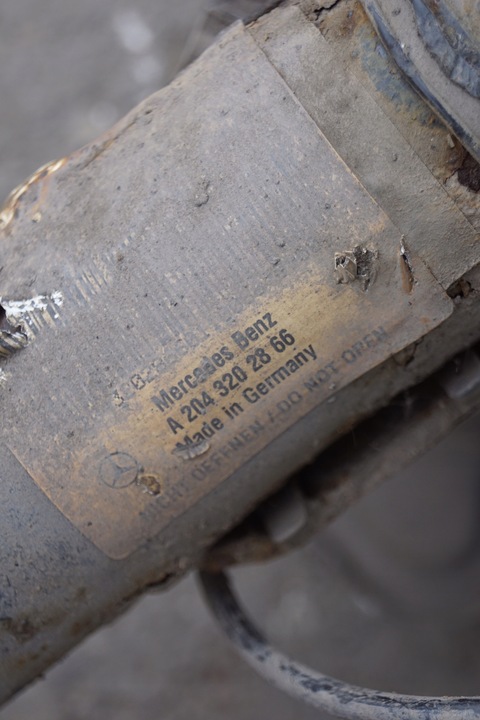 Mercedes Benz
A 204 320 28 66
Made in Germany
NICHT OEFFNEN / DO NOT OPEN